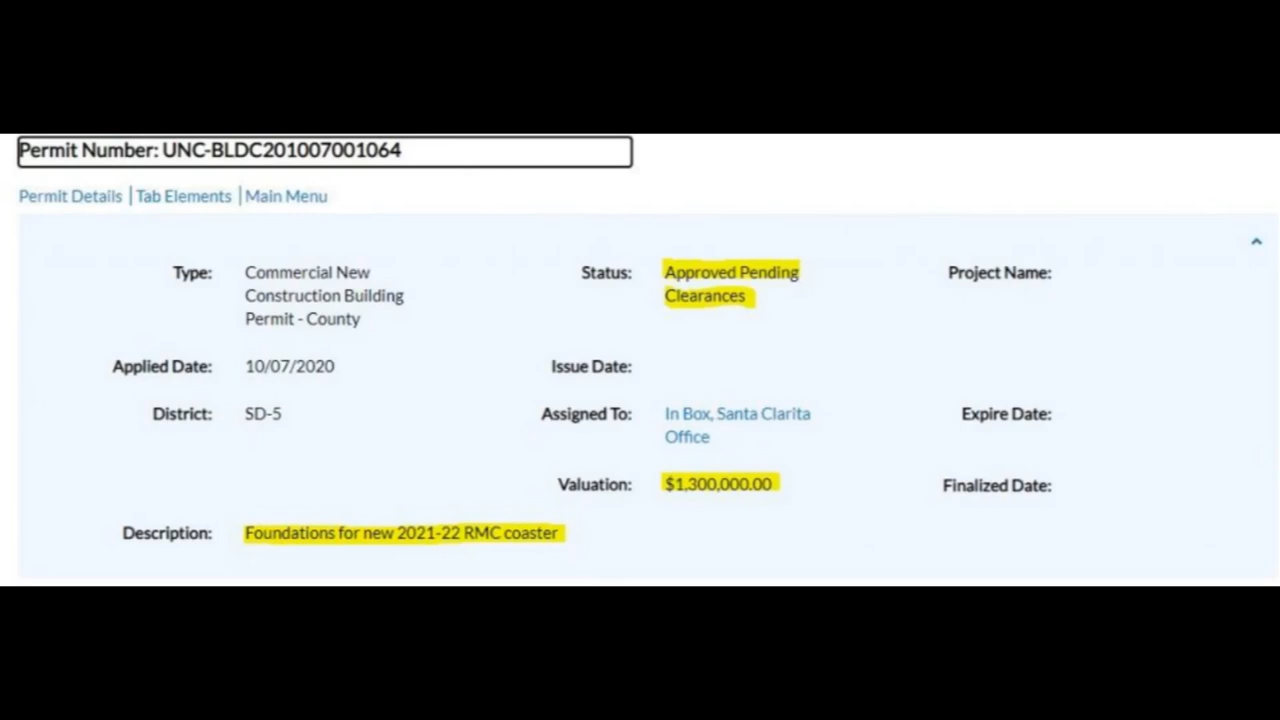 Permit Number: UNC-BLDC201007001064
Permit Details | Tab Elements | Main Menu
Type: Commercial New Construction Building Permit - County
Status: Approved Pending Clearances
Project Name:
Applied Date: 10/07/2020
Issue Date:
District: SD-5
Assigned To: In Box, Santa Clarita Office
Expire Date:
Valuation: $1,300,000.00
Finalized Date:
Description: Foundations for new 2021-22 RMC coaster